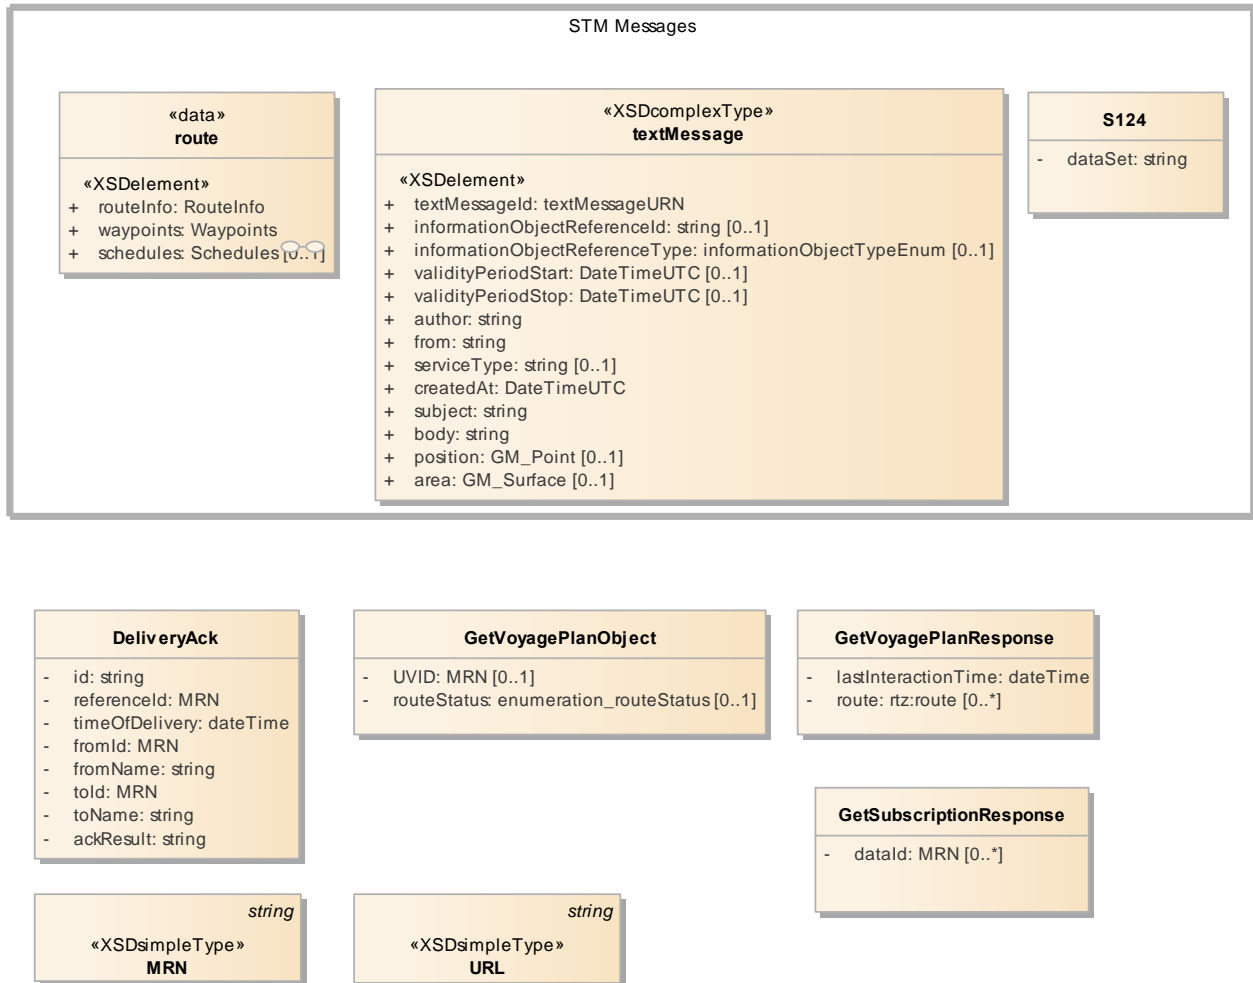 STM Messages
«data»
route
«XSDelement»
+ routeInfo: RouteInfo
+ waypoints: Waypoints
+ schedules: Schedules [0..1]
«XSDcomplexType»
textMessage
«XSDelement»
+ textMessageId: textMessageURN
+ informationObjectReferenceId: string [0..1]
+ informationObjectReferenceType: informationObjectTypeEnum [0..1]
+ validityPeriodStart: DateTimeUTC [0..1]
+ validityPeriodStop: DateTimeUTC [0..1]
+ author: string
+ from: string
+ serviceType: string [0..1]
+ createdAt: DateTimeUTC
+ subject: string
+ body: string
+ position: GM_Point [0..1]
+ area: GM_Surface [0..1]
S124
- dataSet: string
DeliveryAck
- id: string
- referenceId: MRN
- timeOfDelivery: dateTime
- fromId: MRN
- fromName: string
- toId: MRN
- toName: string
- ackResult: string
GetVoyagePlanObject
- UVID: MRN [0..1]
- routeStatus: enumeration_routeStatus [0..1]
GetVoyagePlanResponse
- lastInteractionTime: dateTime
- route: rtz:route [0..*]
GetSubscriptionResponse
- dataId: MRN [0..*]
string
«XSDsimpleType»
MRN
string
«XSDsimpleType»
URL